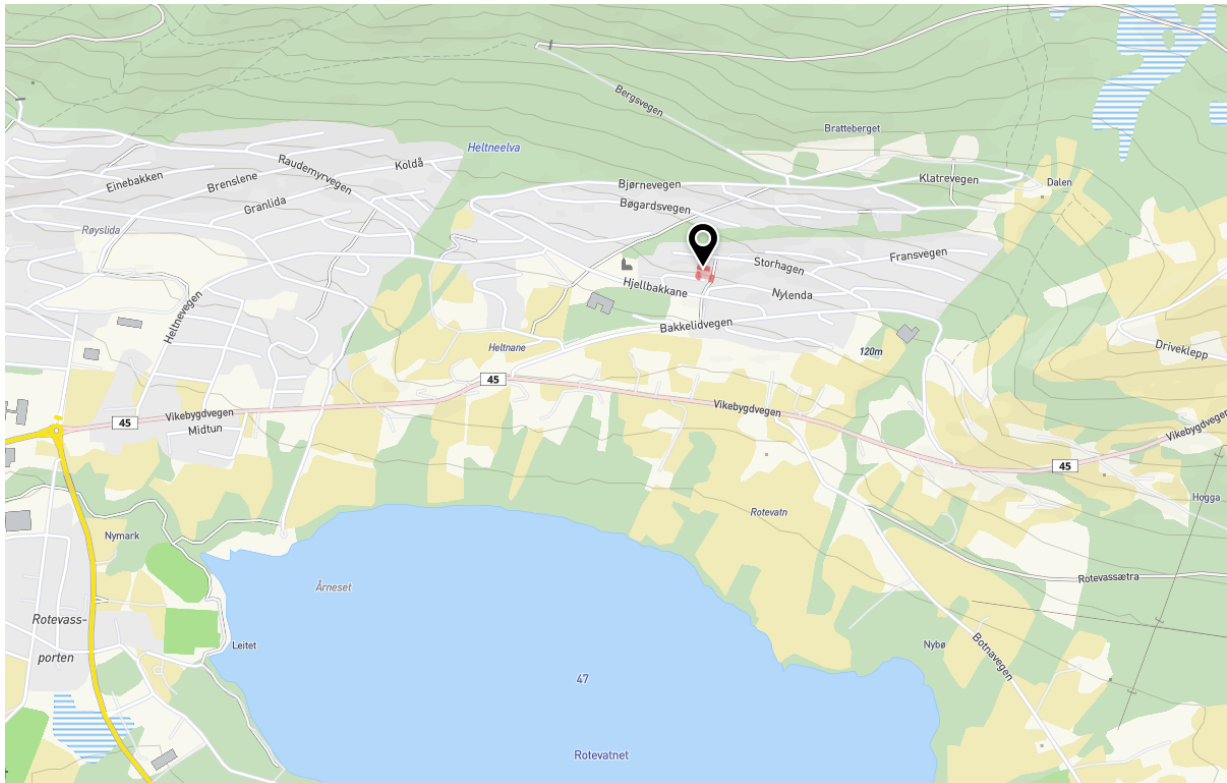 Bergsvegen
Bratteberget
Heltneelva
Koldå
Raudemyrvegen
Brenslene
Einebakken
Granlida
Røyslida
Bjørnevegen
Bøgardsvegen
Klatrevegen
Dalen
Storhagen
Fransvegen
Hjellbakkane
Nylenda
Bakkelidvegen
Heltnevegen
Heltnane
120m
Driveklepp
45
Vikebygdvegen
45
Midtun
Vikebygdvegen
Vikebygdvegen
45
Hogga
Rotevatn
Nymark
Årneset
Rotevassætra
Rotevass-
porten
Leitet
Nybø
Botnavegen
47
Rotevatnet